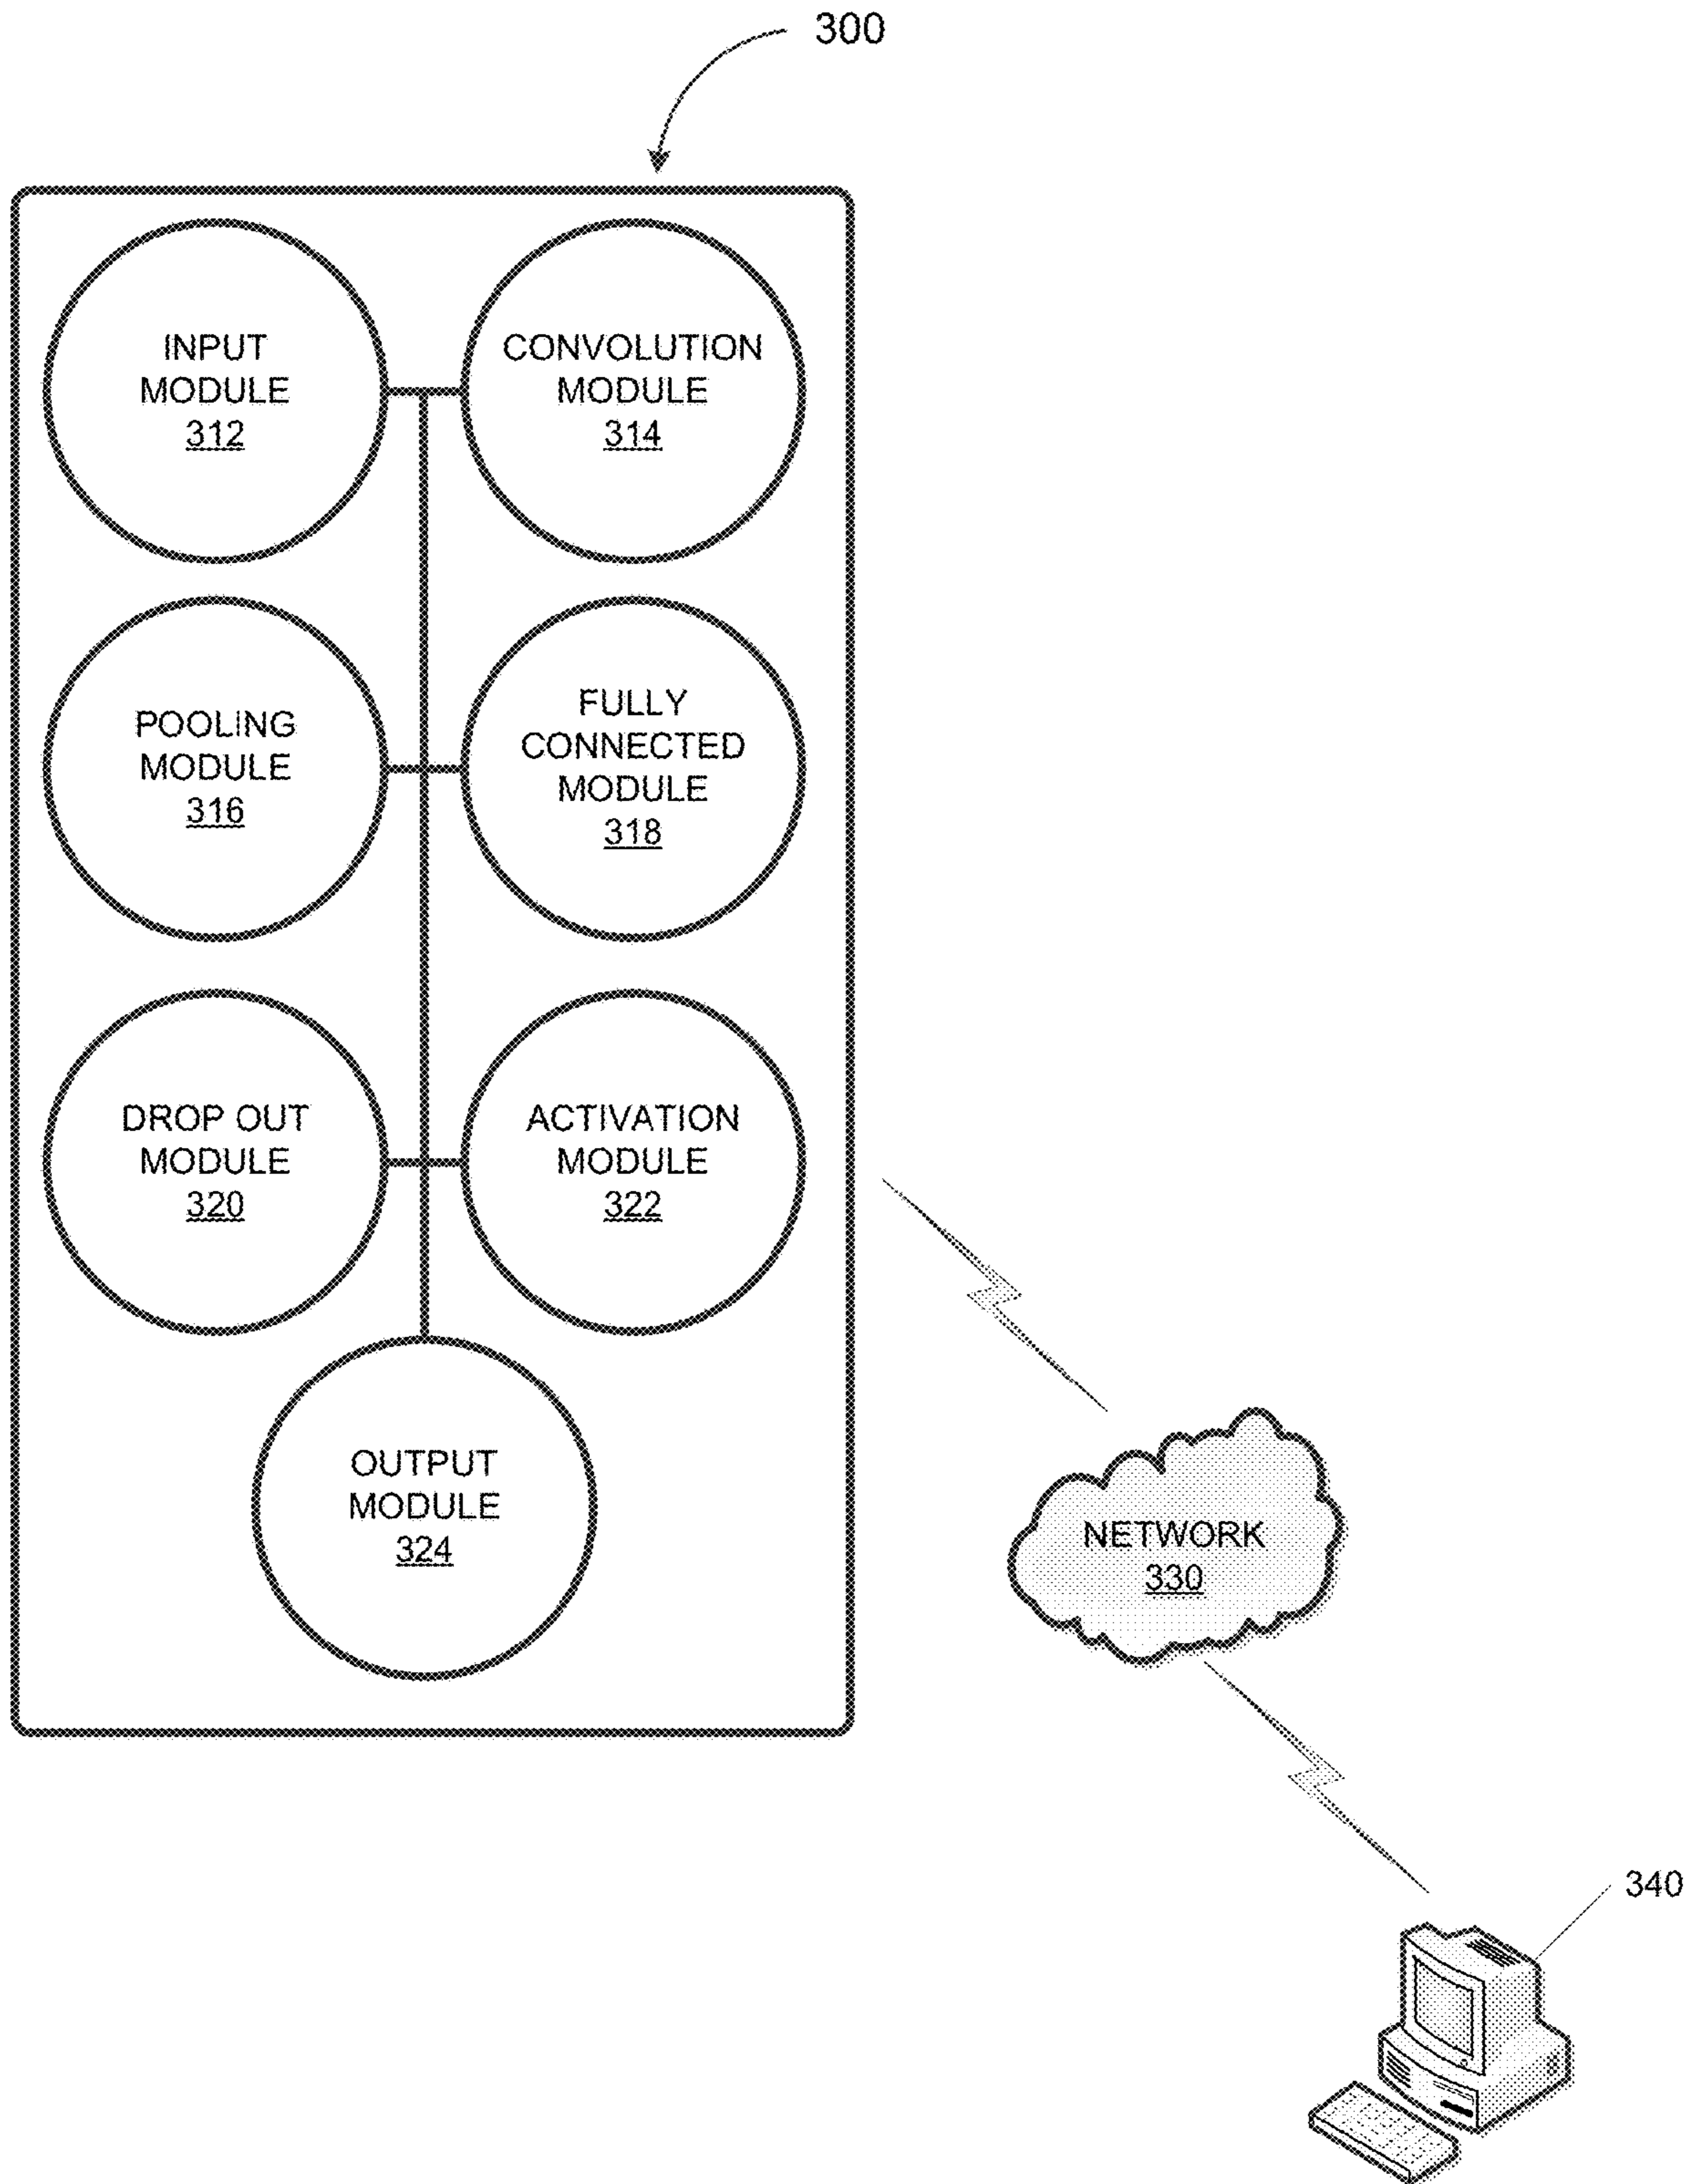 300
INPUT
MODULE
312
CONVOLUTION
MODULE
314
POOLING
MODULE
316
FULLY
CONNECTED
MODULE
318
DROP OUT
MODULE
320
ACTIVATION
MODULE
322
OUTPUT
MODULE
324
NETWORK
330
340